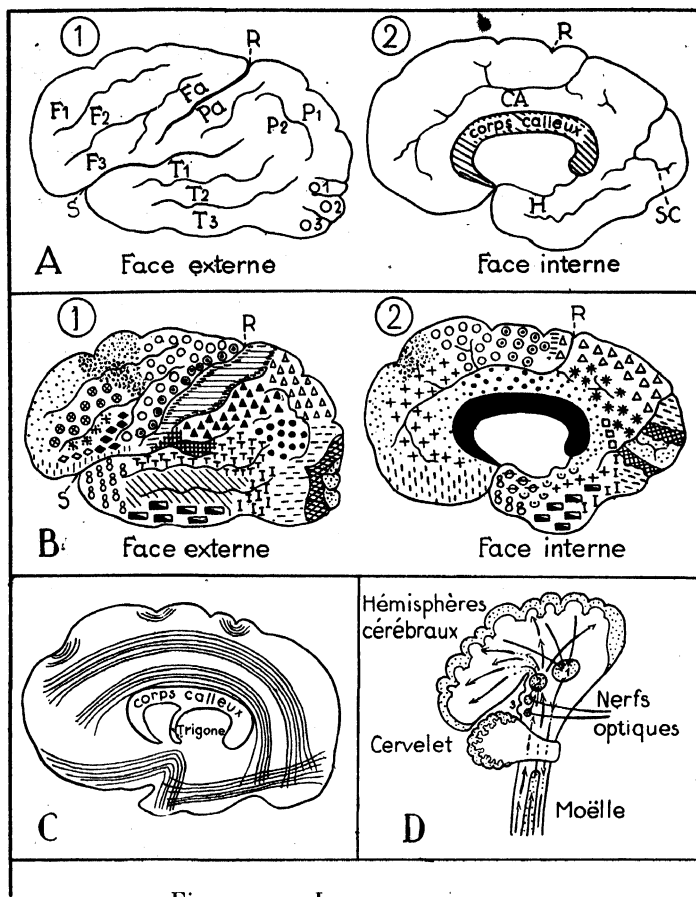 1
R
2
R
F1
F2
Fa
Pa
P2
P1
F3
T1
T2
T3
S
O1
O2
O3
CA
corps calleux
H
SC
A
Face externe
Face interne
1
R
2
R
S
B
Face externe
Face interne
corps calleux
Trigone
C
Hémisphères
cérébraux
Nerfs
optiques
Cervelet
Moëlle
D